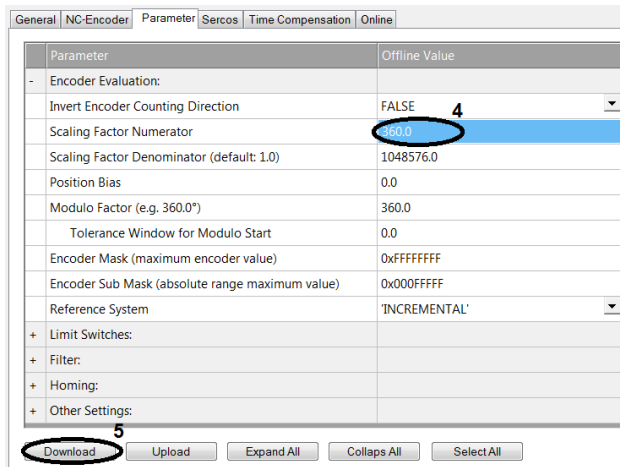 General NC-Encoder Parameter Sercos Time Compensation Online
Parameter Offline Value
- Encoder Evaluation:
Invert Encoder Counting Direction FALSE 4
Scaling Factor Numerator 360.0
Scaling Factor Denominator (default: 1.0) 1048576.0
Position Bias 0.0
Modulo Factor (e.g. 360.0°) 360.0
Tolerance Window for Modulo Start 0.0
Encoder Mask (maximum encoder value) 0xFFFFFFFF
Encoder Sub Mask (absolute range maximum value) 0x000FFFFF
Reference System 'INCREMENTAL'
+ Limit Switches:
+ Filter:
+ Homing:
+ Other Settings:
5
Download Upload Expand All Collaps All Select All